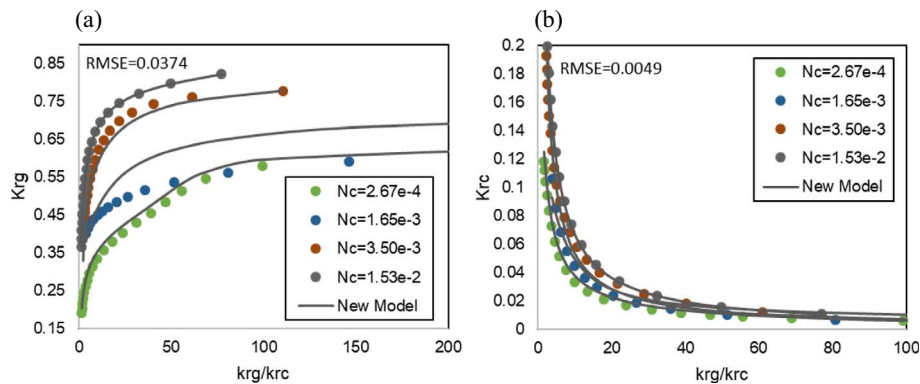 (a)
RMSE=0.0374
Krg
0.85
0.75
0.65
0.55
0.45
0.35
0.25
0.15
Nc=2.67e-4
Nc=1.65e-3
Nc=3.50e-3
Nc=1.53e-2
New Model
0 50 100 150 200
krg/krc
(b)
RMSE=0.0049
Krc
0.2
0.18
0.16
0.14
0.12
0.1
0.08
0.06
0.04
0.02
0
Nc=2.67e-4
Nc=1.65e-3
Nc=3.50e-3
Nc=1.53e-2
New Model
0 20 40 60 80 100
krg/krc